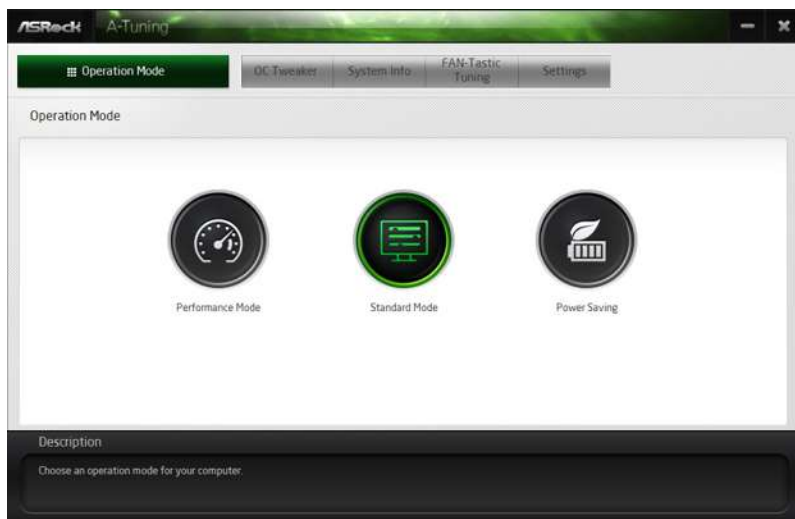 ASRock A-Tuning
Operation Mode OC Tweaker System Info FAN-Tastic Tuning Settings
Operation Mode
Performance Mode Standard Mode Power Saving
Description
Choose an operation mode for your computer.